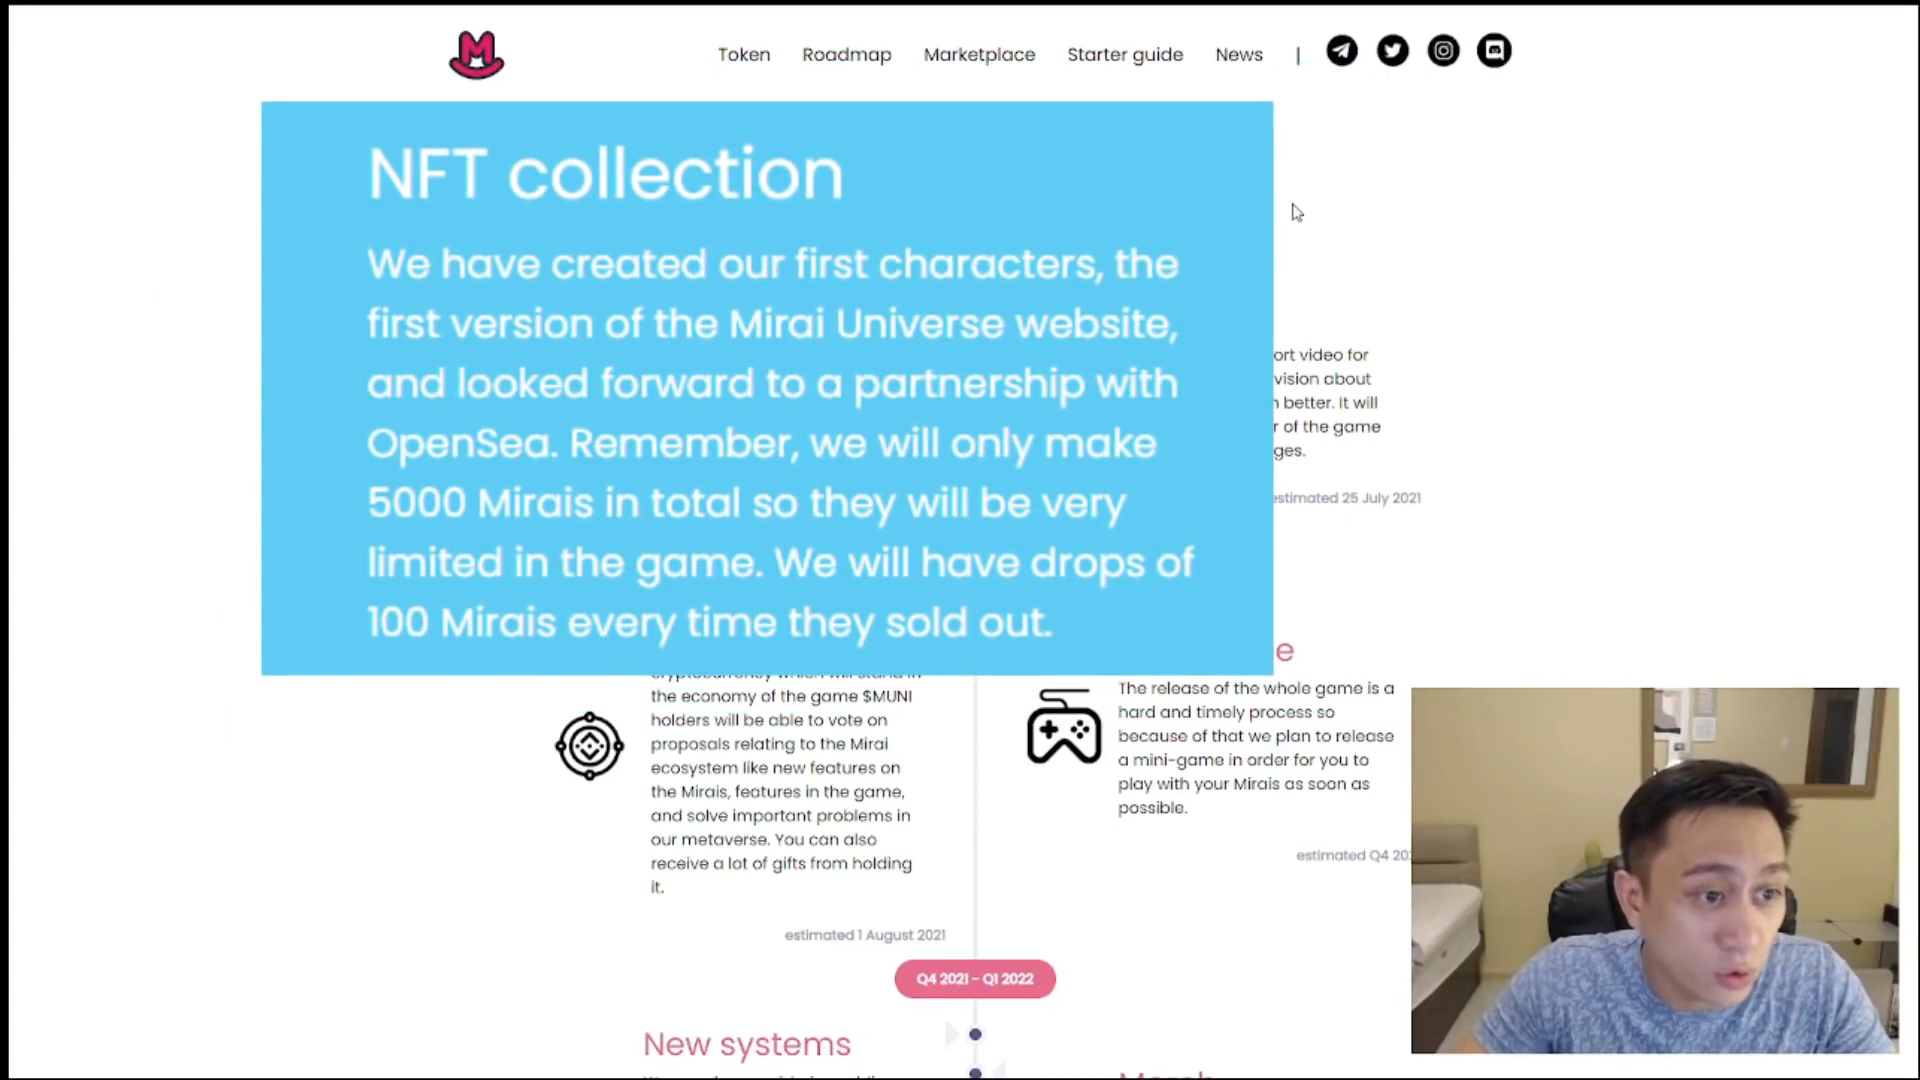 M
Token Roadmap Marketplace Starter guide News |
NFT collection
We have created our first characters, the
first version of the Mirai Universe website,
and looked forward to a partnership with
OpenSea. Remember, we will only make
5000 Mirais in total so they will be very
limited in the game. We will have drops of
100 Mirais every time they sold out.
ort video for
vision about
better. It will
r of the game
ges.
estimated 25 July 2021
e
the economy of the game $MUNI
holders will be able to vote on
proposals relating to the Mirai
ecosystem like new features on
the Mirais, features in the game,
and solve important problems in
our metaverse. You can also
receive a lot of gifts from holding
it.
estimated 1 August 2021
The release of the whole game is a
hard and timely process so
because of that we plan to release
a mini-game in order for you to
play with your Mirais as soon as
possible.
estimated Q4 20
Q4 2021 - Q1 2022
New systems